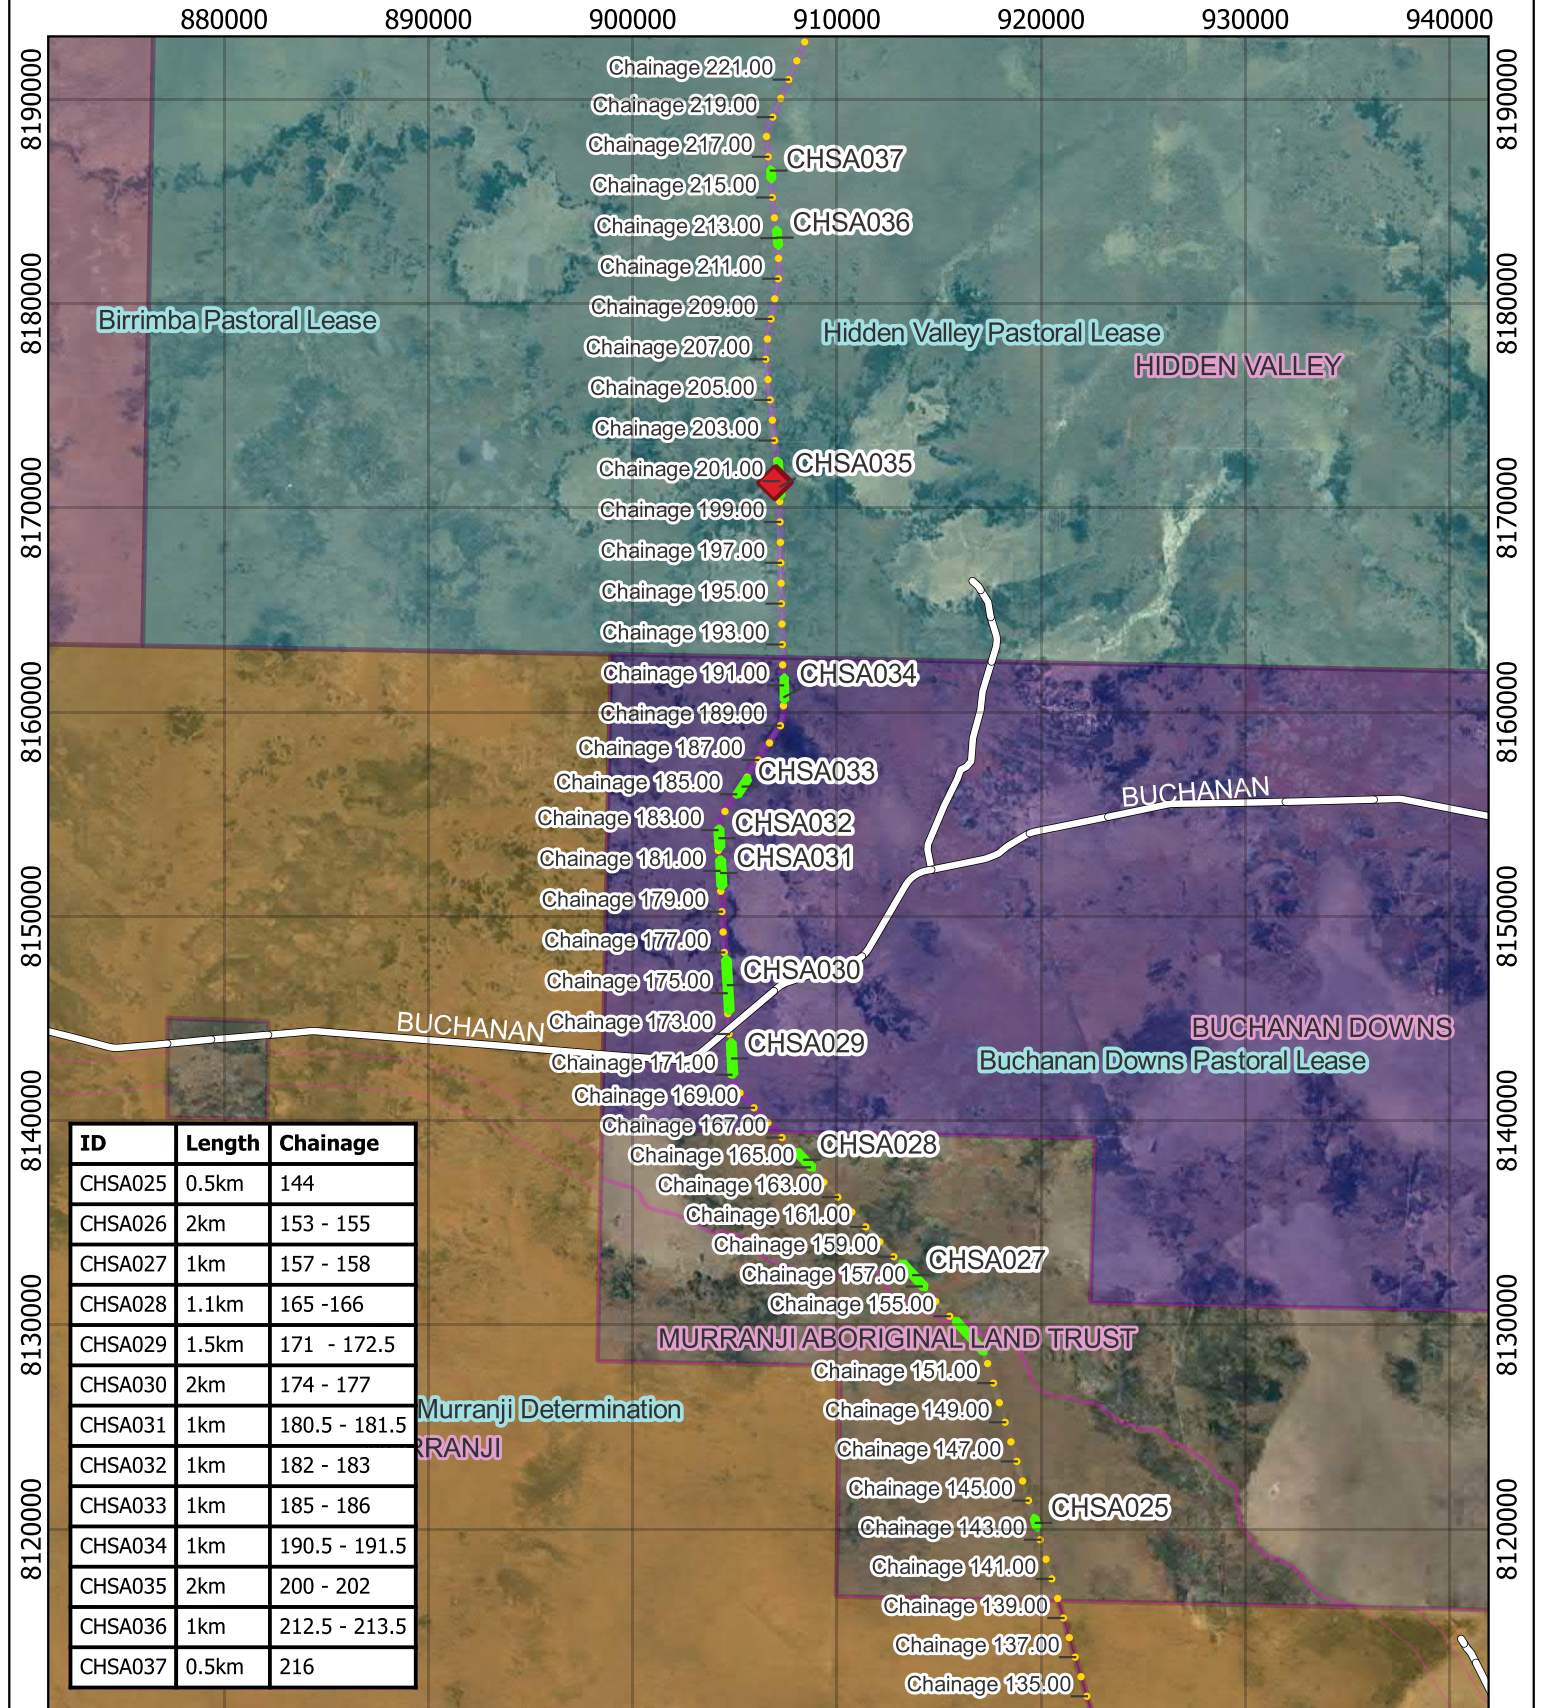 880000 890000 900000 910000 920000 930000 940000
8190000 8190000
8180000 8180000
8170000 8170000
8160000 8160000
8150000 8150000
8140000 8140000
8130000 8130000
8120000 8120000
Chainage 221.00
Chainage 219.00
Chainage 217.00
CHSA037
Chainage 215.00
Chainage 213.00
CHSA036
Chainage 211.00
Chainage 209.00
Birrimba Pastoral Lease
Hidden Valley Pastoral Lease
Chainage 207.00
HIDDEN VALLEY
Chainage 205.00
Chainage 203.00
CHSA035
Chainage 201.00
Chainage 199.00
Chainage 197.00
Chainage 195.00
Chainage 193.00
Chainage 191.00
CHSA034
Chainage 189.00
Chainage 187.00
CHSA033
Chainage 185.00
BUCHANAN
Chainage 183.00
CHSA032
Chainage 181.00
CHSA031
Chainage 179.00
Chainage 177.00
CHSA030
Chainage 175.00
Chainage 173.00
BUCHANAN
BUCHANAN DOWNS
CHSA029
Chainage 171.00
Buchanan Downs Pastoral Lease
Chainage 169.00
Chainage 167.00
CHSA028
Chainage 165.00
Chainage 163.00
Chainage 161.00
Chainage 159.00
CHSA027
Chainage 157.00
Chainage 155.00
MURRANJI ABORIGINAL LAND TRUST
Chainage 151.00
Murranji Determination
Chainage 149.00
RRANJI
Chainage 147.00
Chainage 145.00
CHSA025
Chainage 143.00
Chainage 141.00
Chainage 139.00
Chainage 137.00
Chainage 135.00
ID Length Chainage
CHSA025 0.5km 144
CHSA026 2km 153 - 155
CHSA027 1km 157 - 158
CHSA028 1.1km 165 -166
CHSA029 1.5km 171 - 172.5
CHSA030 2km 174 - 177
CHSA031 1km 180.5 - 181.5
CHSA032 1km 182 - 183
CHSA033 1km 185 - 186
CHSA034 1km 190.5 - 191.5
CHSA035 2km 200 - 202
CHSA036 1km 212.5 - 213.5
CHSA037 0.5km 216